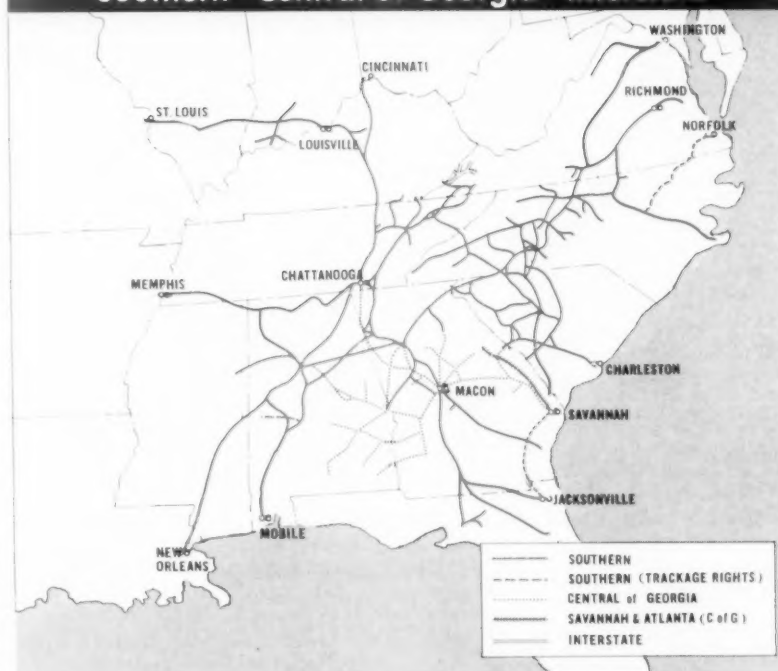 WASHINGTON
CINCINNATI
RICHMOND
ST. LOUIS
NORFOLK
LOUISVILLE
CHATTANOOGA
MEMPHIS
CHARLESTON
MACON
SAVANNAH
JACKSONVILLE
MOBILE
NEW
ORLEANS
SOUTHERN
SOUTHERN (TRACKAGE RIGHTS)
CENTRAL of GEORGIA
SAVANNAH & ATLANTA (C of G)
INTERSTATE